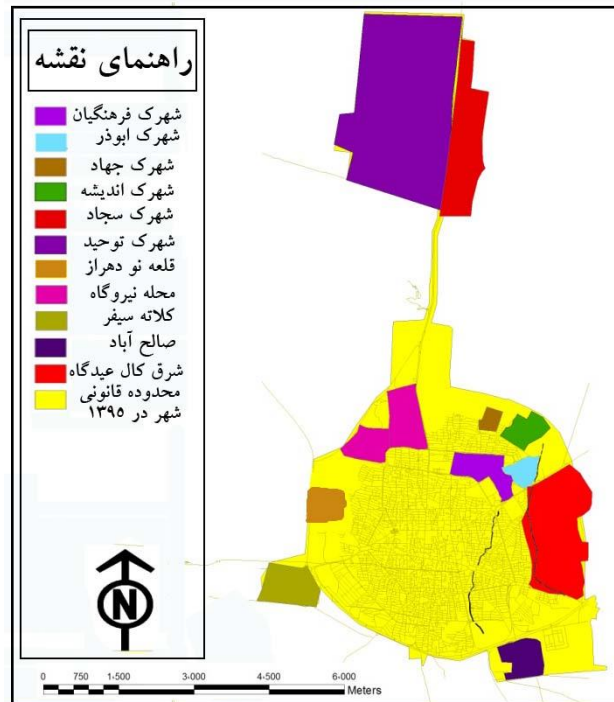 راهنمای نقشه
شهرک فرهنگیان
شهرک ابوذر
شهرک جهاد
شهرک اندیشه
شهرک سجاد
شهرک توحید
قلعه نو دهراز
محله نیروگاه
کلاته سیفر
صالح آباد
شرق کال عیدگاه
محدوده قانونی
شهر در ۱۳۹۵
N
0 750 1·500 3·000 4·500 6·000
Meters